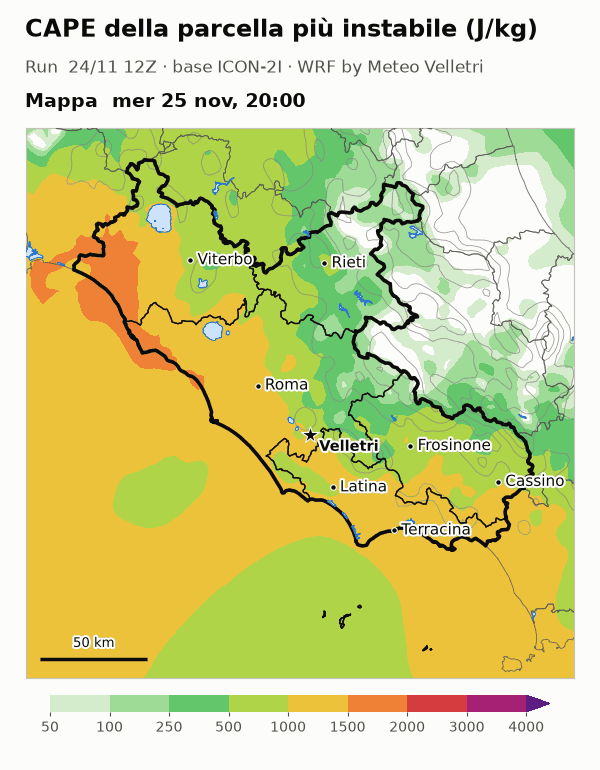 CAPE della parcella più instabile (J/kg)
Run  24/11 12Z · base ICON-2I · WRF by Meteo Velletri
Mappa  mer 25 nov, 20:00
Viterbo
Rieti
Roma
Velletri
Frosinone
Latina
Cassino
Terracina
50 km
50 100 250 500 1000 1500 2000 3000 4000